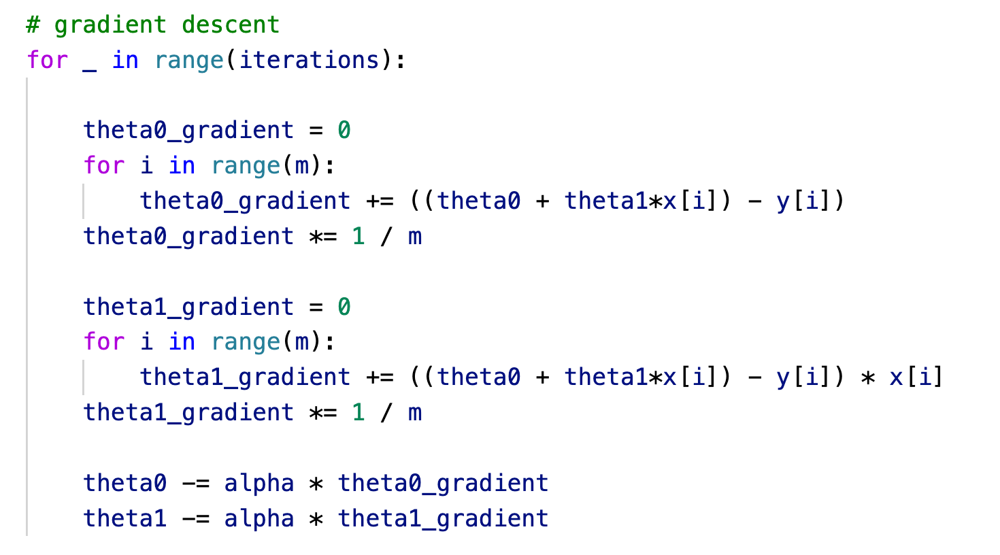 # gradient descent
for _ in range(iterations):
theta0_gradient = 0
for i in range(m):
theta0_gradient += ((theta0 + theta1*x[i]) - y[i])
theta0_gradient *= 1 / m
theta1_gradient = 0
for i in range(m):
theta1_gradient += ((theta0 + theta1*x[i]) - y[i]) * x[i]
theta1_gradient *= 1 / m
theta0 -= alpha * theta0_gradient
theta1 -= alpha * theta1_gradient